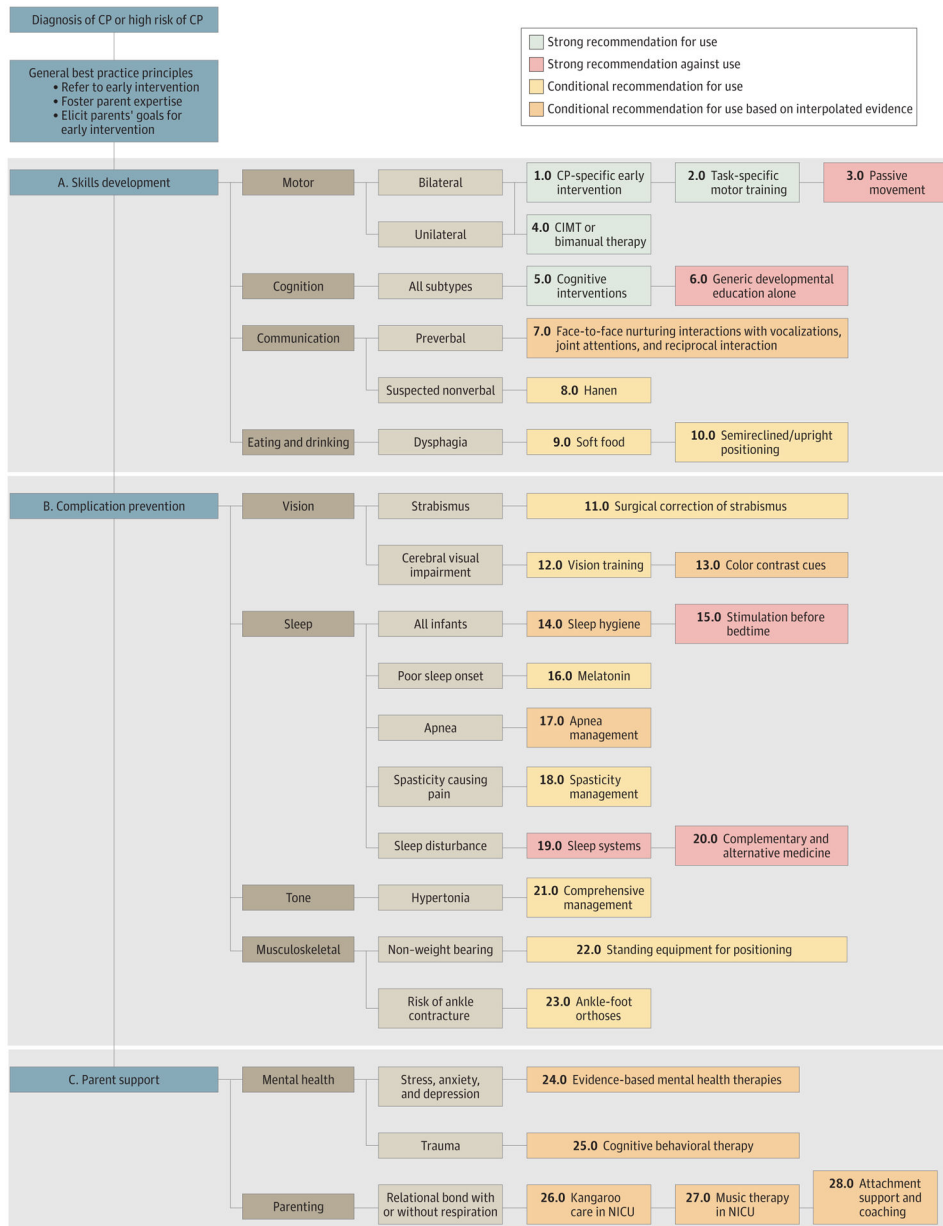 Diagnosis of CP or high risk of CP
General best practice principles
• Refer to early intervention
• Foster parent expertise
• Elicit parents' goals for
early intervention
Strong recommendation for use
Strong recommendation against use
Conditional recommendation for use
Conditional recommendation for use based on interpolated evidence
A. Skills development
Motor
Bilateral
1.0 CP-specific early
intervention
2.0 Task-specific
motor training
3.0 Passive
movement
Unilateral
4.0 CIMT or
bimanual therapy
Cognition
All subtypes
5.0 Cognitive
interventions
6.0 Generic developmental
education alone
Communication
Preverbal
7.0 Face-to-face nurturing interactions with vocalizations,
joint attentions, and reciprocal interaction
Suspected nonverbal
8.0 Hanen
Eating and drinking
Dysphagia
9.0 Soft food
10.0 Semireclined/upright
positioning
B. Complication prevention
Vision
Strabismus
11.0 Surgical correction of strabismus
Cerebral visual
impairment
12.0 Vision training
13.0 Color contrast cues
Sleep
All infants
14.0 Sleep hygiene
15.0 Stimulation before
bedtime
Poor sleep onset
16.0 Melatonin
Apnea
17.0 Apnea
management
Spasticity causing
pain
18.0 Spasticity
management
Sleep disturbance
19.0 Sleep systems
20.0 Complementary and
alternative medicine
Tone
Hypertonia
21.0 Comprehensive
management
Musculoskeletal
Non-weight bearing
22.0 Standing equipment for positioning
Risk of ankle
contracture
23.0 Ankle-foot
orthoses
C. Parent support
Mental health
Stress, anxiety,
and depression
24.0 Evidence-based mental health therapies
Trauma
25.0 Cognitive behavioral therapy
Parenting
Relational bond with
or without respiration
26.0 Kangaroo
care in NICU
27.0 Music therapy
in NICU
28.0 Attachment
support and
coaching